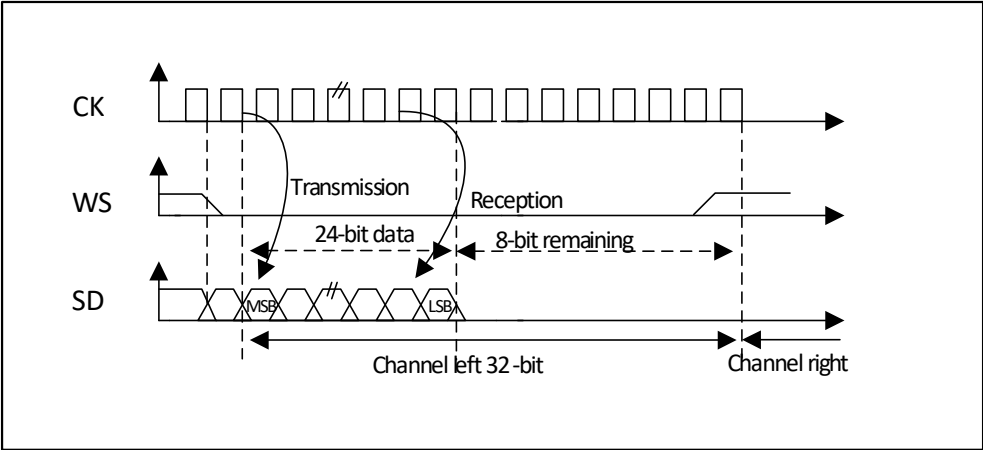 CK
Transmission
WS
Reception
24-bit data
8-bit remaining
SD
MSB
LSB
Channel left 32-bit
Channel right